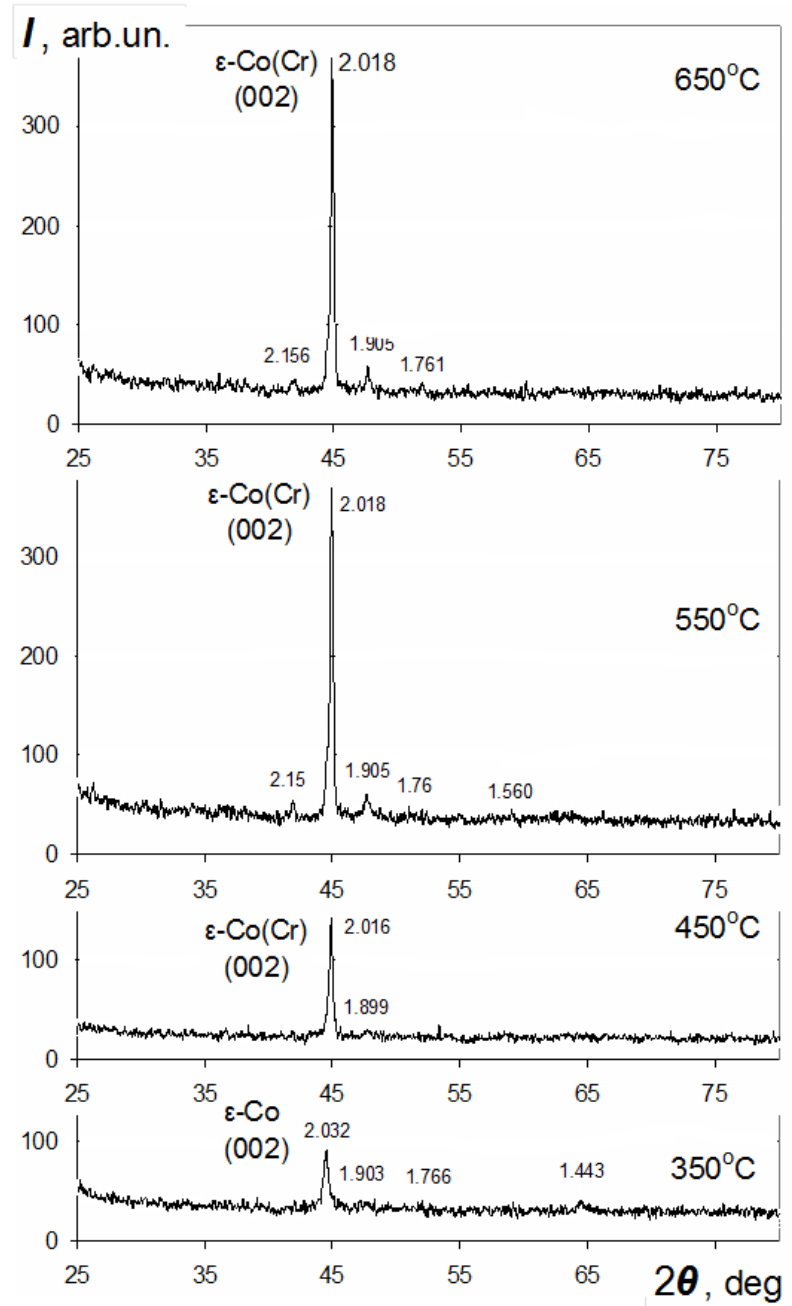 I, arb.un.
ε-Co(Cr)
(002)
2.018
650°C
300
200
100
0
2.156
1.905
1.761
25 35 45 55 65 75
ε-Co(Cr)
(002)
2.018
550°C
300
200
100
0
2.15
1.905
1.76
1.560
25 35 45 55 65 75
ε-Co(Cr)
(002)
2.016
450°C
100
0
1.899
25 35 45 55 65 75
ε-Co
(002)
2.032
350°C
100
0
1.903
1.766
1.443
25 35 45 55 65
2θ, deg